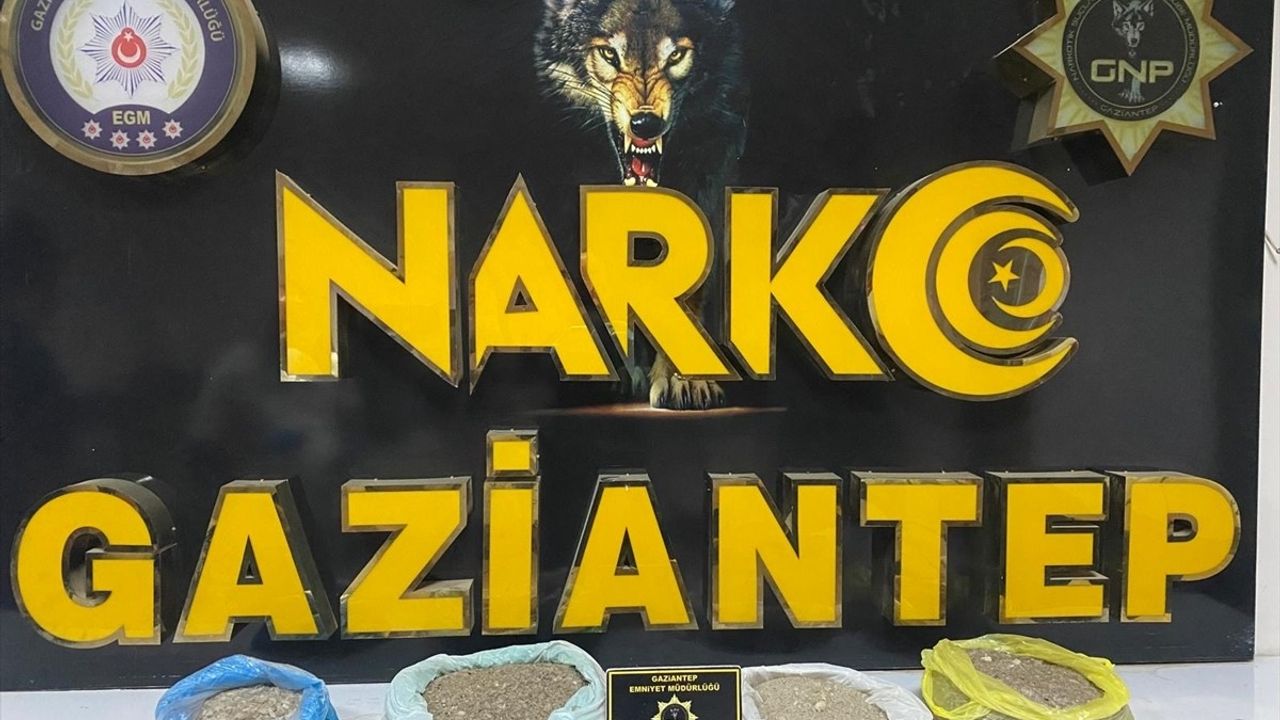 EGM
GNP
GAZİANTEP
NARKO
GAZİANTEP
GAZİANTEP
EMNİYET MÜDÜRLÜĞÜ